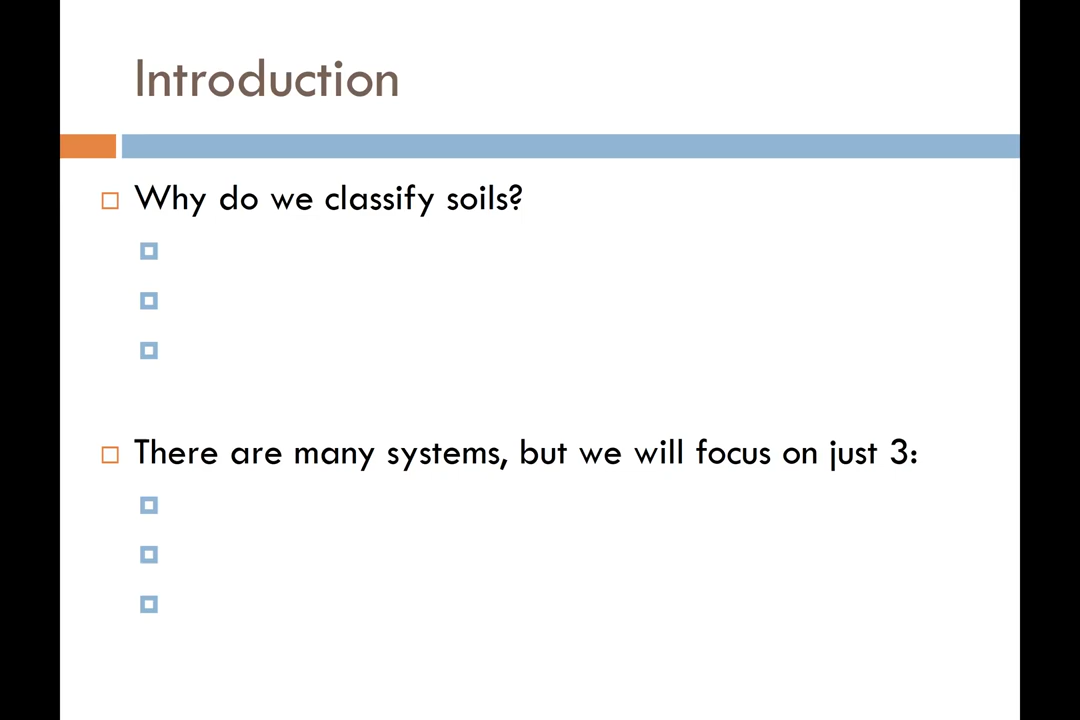 Introduction
Why do we classify soils?
There are many systems, but we will focus on just 3: